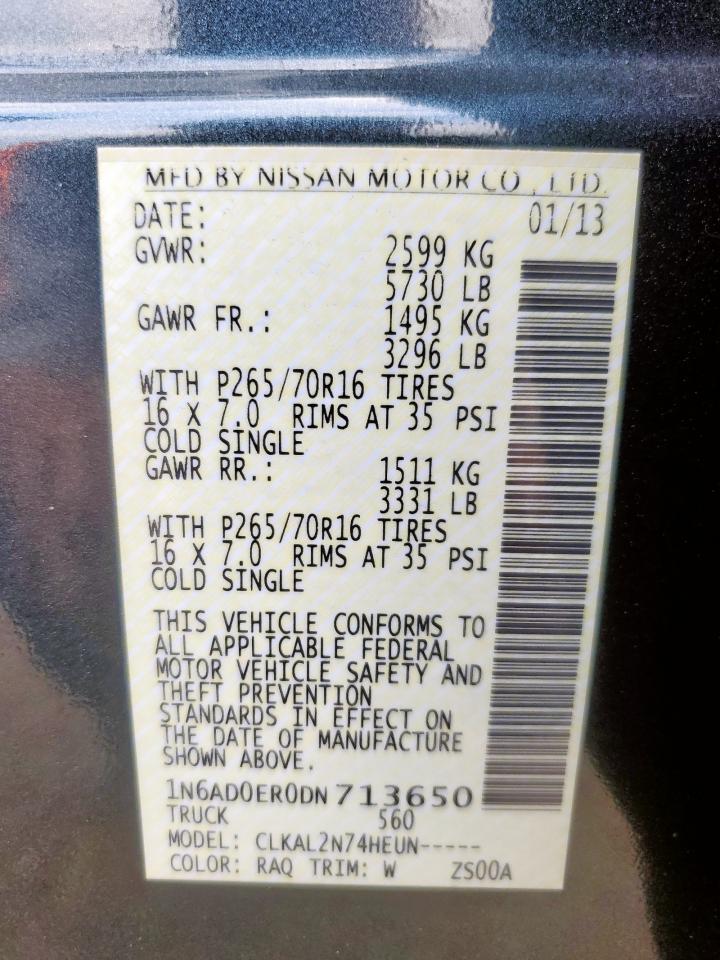 MFD BY NISSAN MOTOR CO., LTD.
DATE: 01/13
GVWR: 2599 KG
5730 LB
GAWR FR.: 1495 KG
3296 LB
WITH P265/70R16 TIRES
16 X 7.0 RIMS AT 35 PSI
COLD SINGLE
GAWR RR.: 1511 KG
3331 LB
WITH P265/70R16 TIRES
16 X 7.0 RIMS AT 35 PSI
COLD SINGLE
THIS VEHICLE CONFORMS TO
ALL APPLICABLE FEDERAL
MOTOR VEHICLE SAFETY AND
THEFT PREVENTION
STANDARDS IN EFFECT ON
THE DATE OF MANUFACTURE
SHOWN ABOVE.
1N6AD0ER0DN713650
TRUCK 560
MODEL: CLKAL2N74HEUN-----
COLOR: RAQ TRIM: W ZS00A